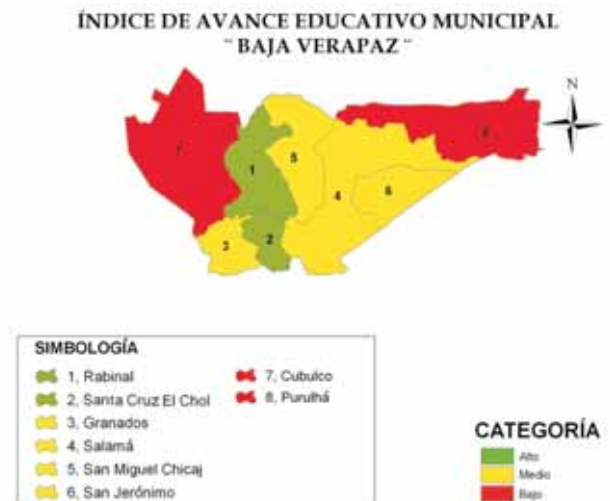 ÍNDICE DE AVANCE EDUCATIVO MUNICIPAL
¨ BAJA VERAPAZ ¨
N
7
8
1
5
4
6
3
2
SIMBOLOGÍA
1, Rabinal
2, Santa Cruz El Chol
3, Granados
4, Salamá
5, San Miguel Chicaj
6, San Jerónimo
7, Cubulco
8, Purulhá
CATEGORÍA
Alto
Medio
Bajo